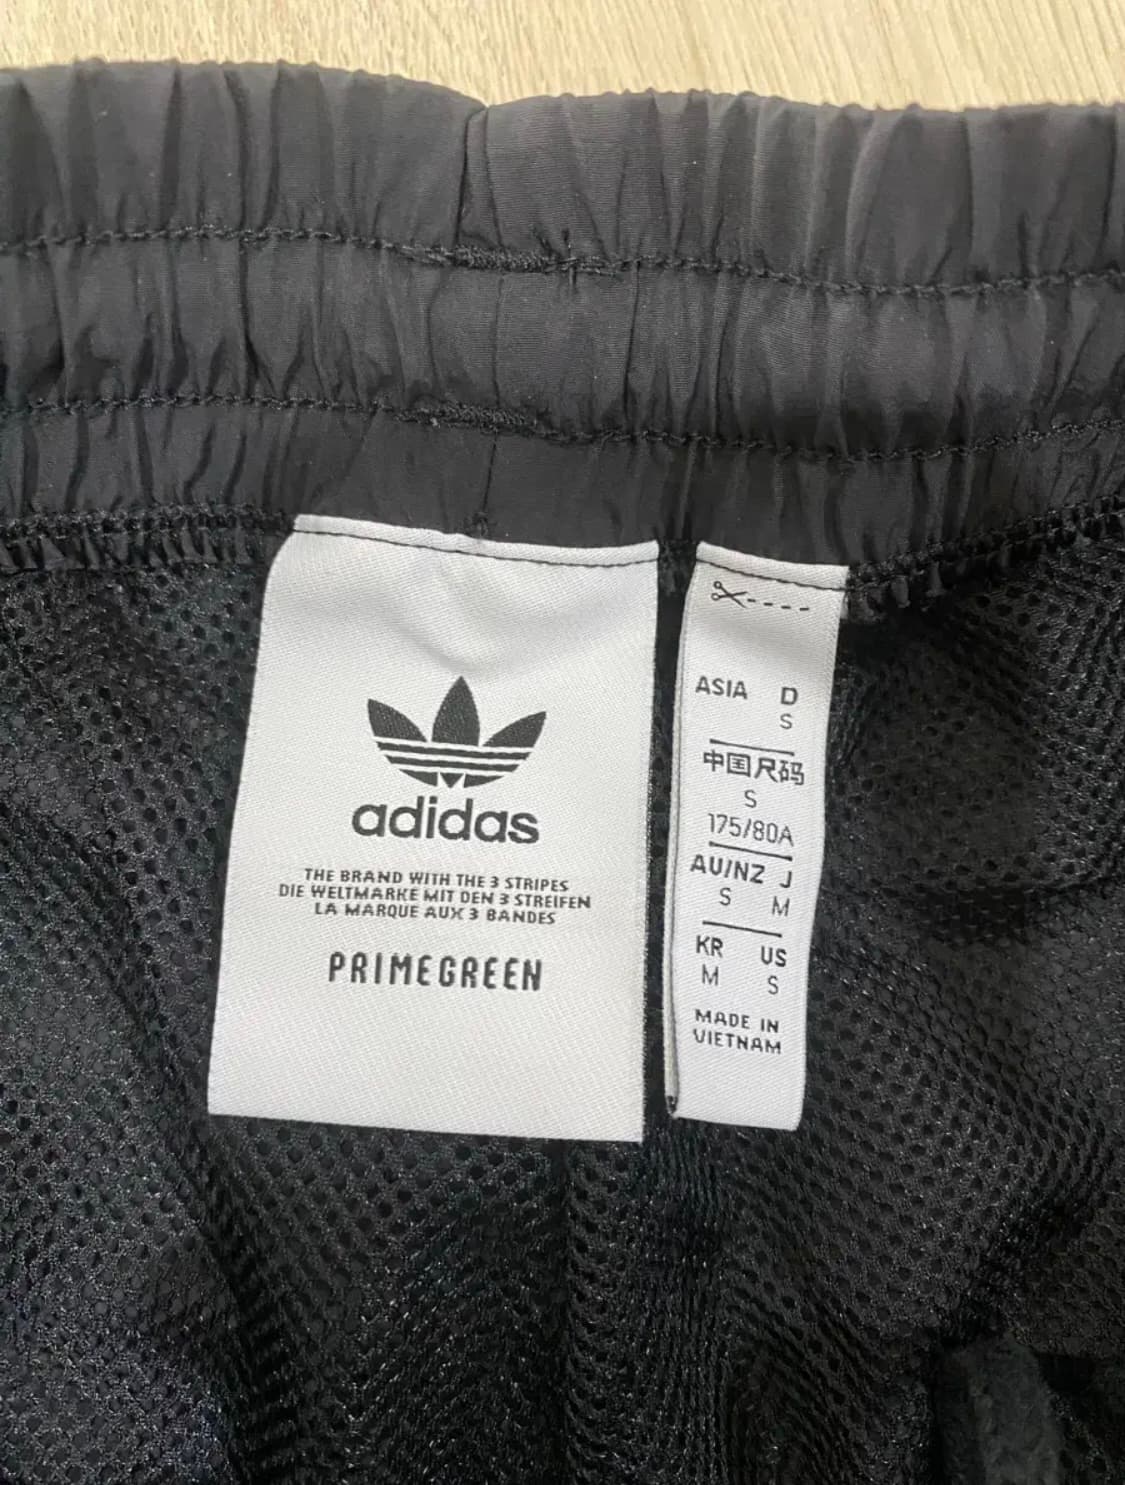 adidas
THE BRAND WITH THE 3 STRIPES
DIE WELTMARKE MIT DEN 3 STREIFEN
LA MARQUE AUX 3 BANDES
PRIMEGREEN
ASIA D
S
中国尺码
S
175/80A
AU/NZ J
S M
KR US
M S
MADE IN
VIETNAM